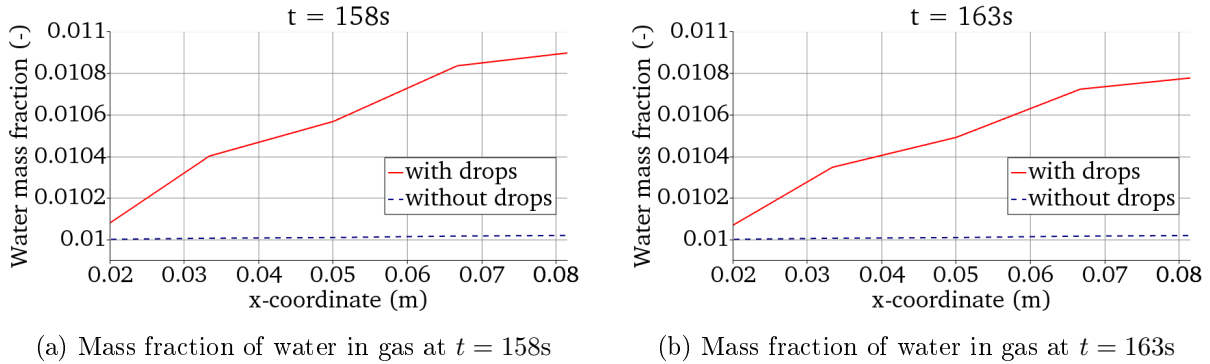 t = 158s
Water mass fraction (-)
0.011
0.0108
0.0106
0.0104
0.0102
0.01
with drops
without drops
0.02 0.03 0.04 0.05 0.06 0.07 0.08
x-coordinate (m)
(a) Mass fraction of water in gas at t = 158s
t = 163s
Water mass fraction (-)
0.011
0.0108
0.0106
0.0104
0.0102
0.01
with drops
without drops
0.02 0.03 0.04 0.05 0.06 0.07 0.08
x-coordinate (m)
(b) Mass fraction of water in gas at t = 163s